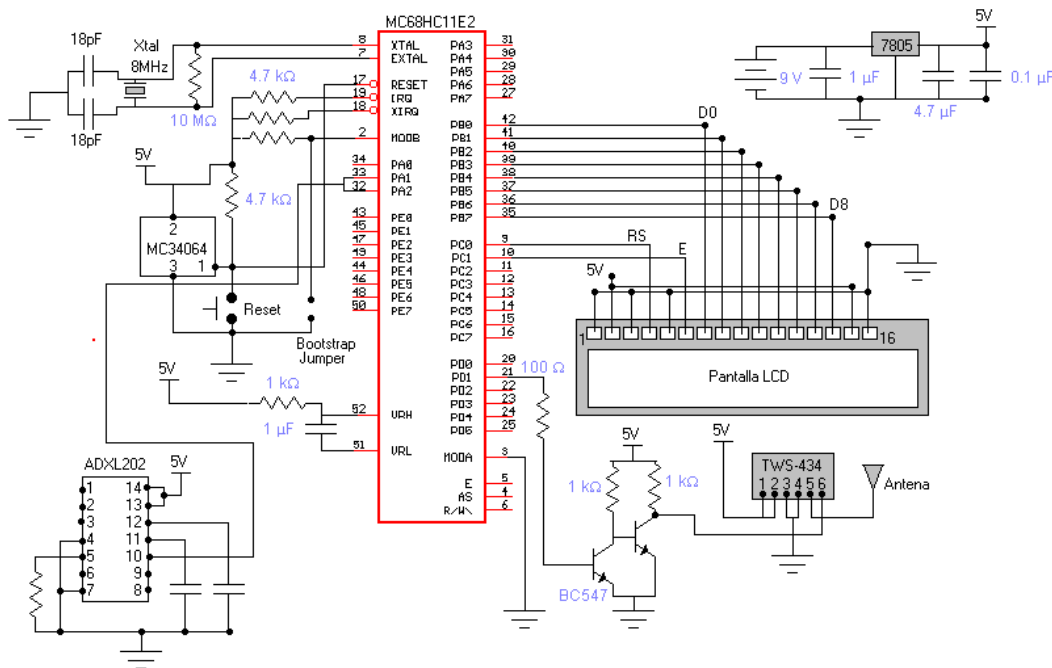 MC68HC11E2
18pF
Xtal
8MHz
18pF
10 MΩ
4.7 kΩ
5V
4.7 kΩ
2
MC34064
3
1
Reset
Bootstrap
Jumper
5V
1 kΩ
1 µF
8 XTAL
7 EXTAL
17 RESET
19 IRQ
18 XIRQ
2 MODB
34 PA0
33 PA1
32 PA2
43 PE0
45 PE1
47 PE2
49 PE3
44 PE4
46 PE5
48 PE6
50 PE7
52 VRH
51 VRL
PA3 31
PA4 30
PA5 29
PA6 28
PA7 27
PB0 42
PB1 41
PB2 40
PB3 39
PB4 38
PB5 37
PB6 36
PB7 35
PC0 9
PC1 10
PC2 11
PC3 12
PC4 13
PC5 14
PC6 15
PC7 16
PD0 20
PD1 21
PD2 22
PD3 23
PD4 24
PD5 25
MODA 3
E 5
AS 4
R/W\ 6
D0
D8
RS
E
5V
1
16
Pantalla LCD
9 V
1 µF
7805
5V
4.7 µF
0.1 µF
100 Ω
5V
1 kΩ
1 kΩ
BC547
5V
TWS-434
1 2 3 4 5 6
Antena
ADXL202
5V
1
2
3
4
5
6
7
14
13
12
11
10
9
8